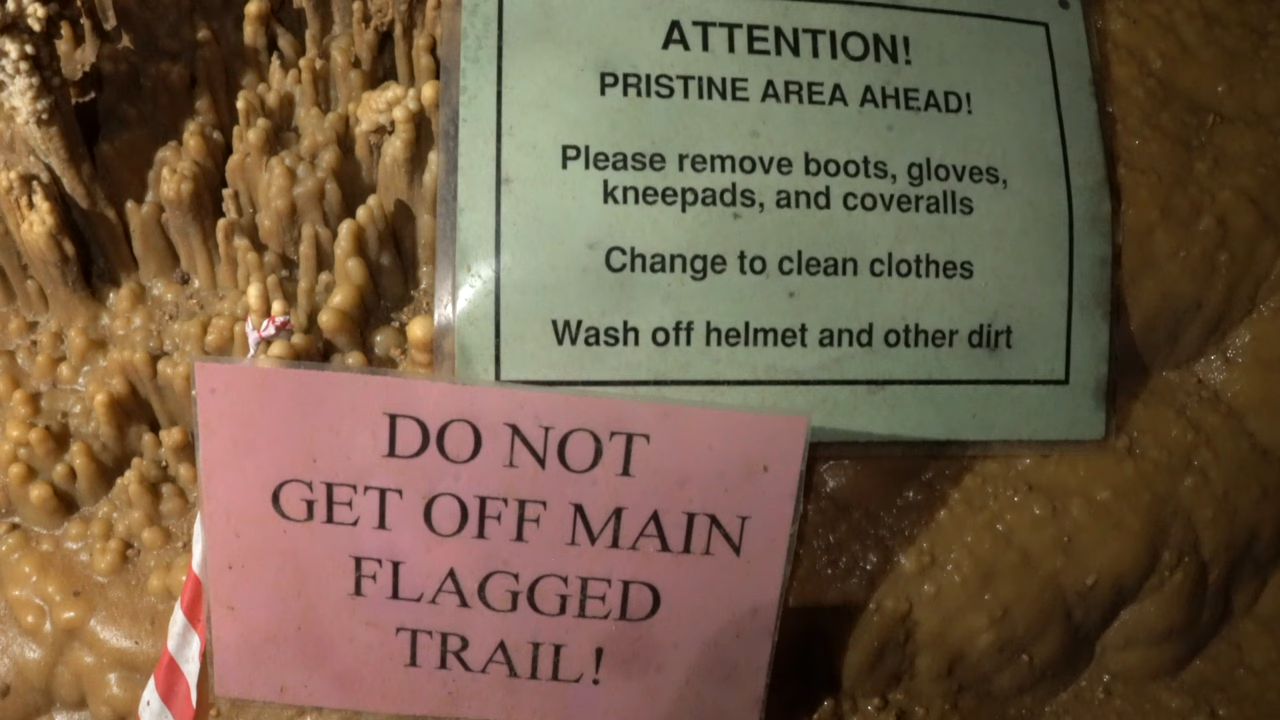 ATTENTION!
PRISTINE AREA AHEAD!
Please remove boots, gloves,
kneepads, and coveralls
Change to clean clothes
Wash off helmet and other dirt
DO NOT
GET OFF MAIN
FLAGGED
TRAIL!